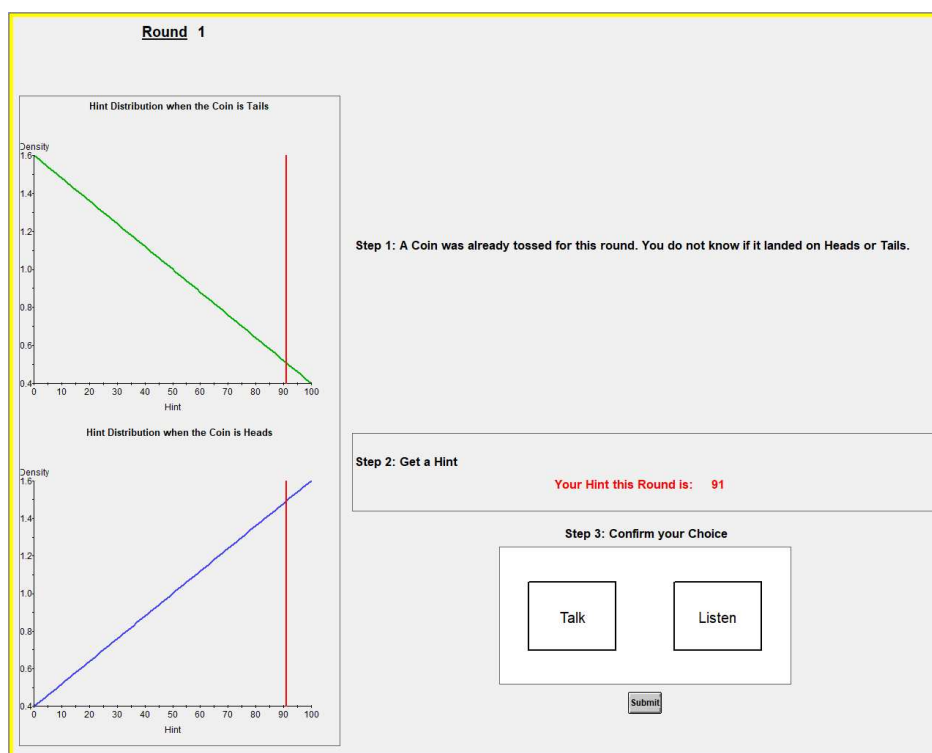 Round 1
Hint Distribution when the Coin is Tails
Density
1.6
1.4
1.2
1.0
0.8
0.6
0.4
0 10 20 30 40 50 60 70 80 90 100
Hint
Step 1: A Coin was already tossed for this round. You do not know if it landed on Heads or Tails.
Hint Distribution when the Coin is Heads
Density
1.6
1.4
1.2
1.0
0.8
0.6
0.4
0 10 20 30 40 50 60 70 80 90 100
Hint
Step 2: Get a Hint
Your Hint this Round is: 91
Step 3: Confirm your Choice
Talk Listen
Submit